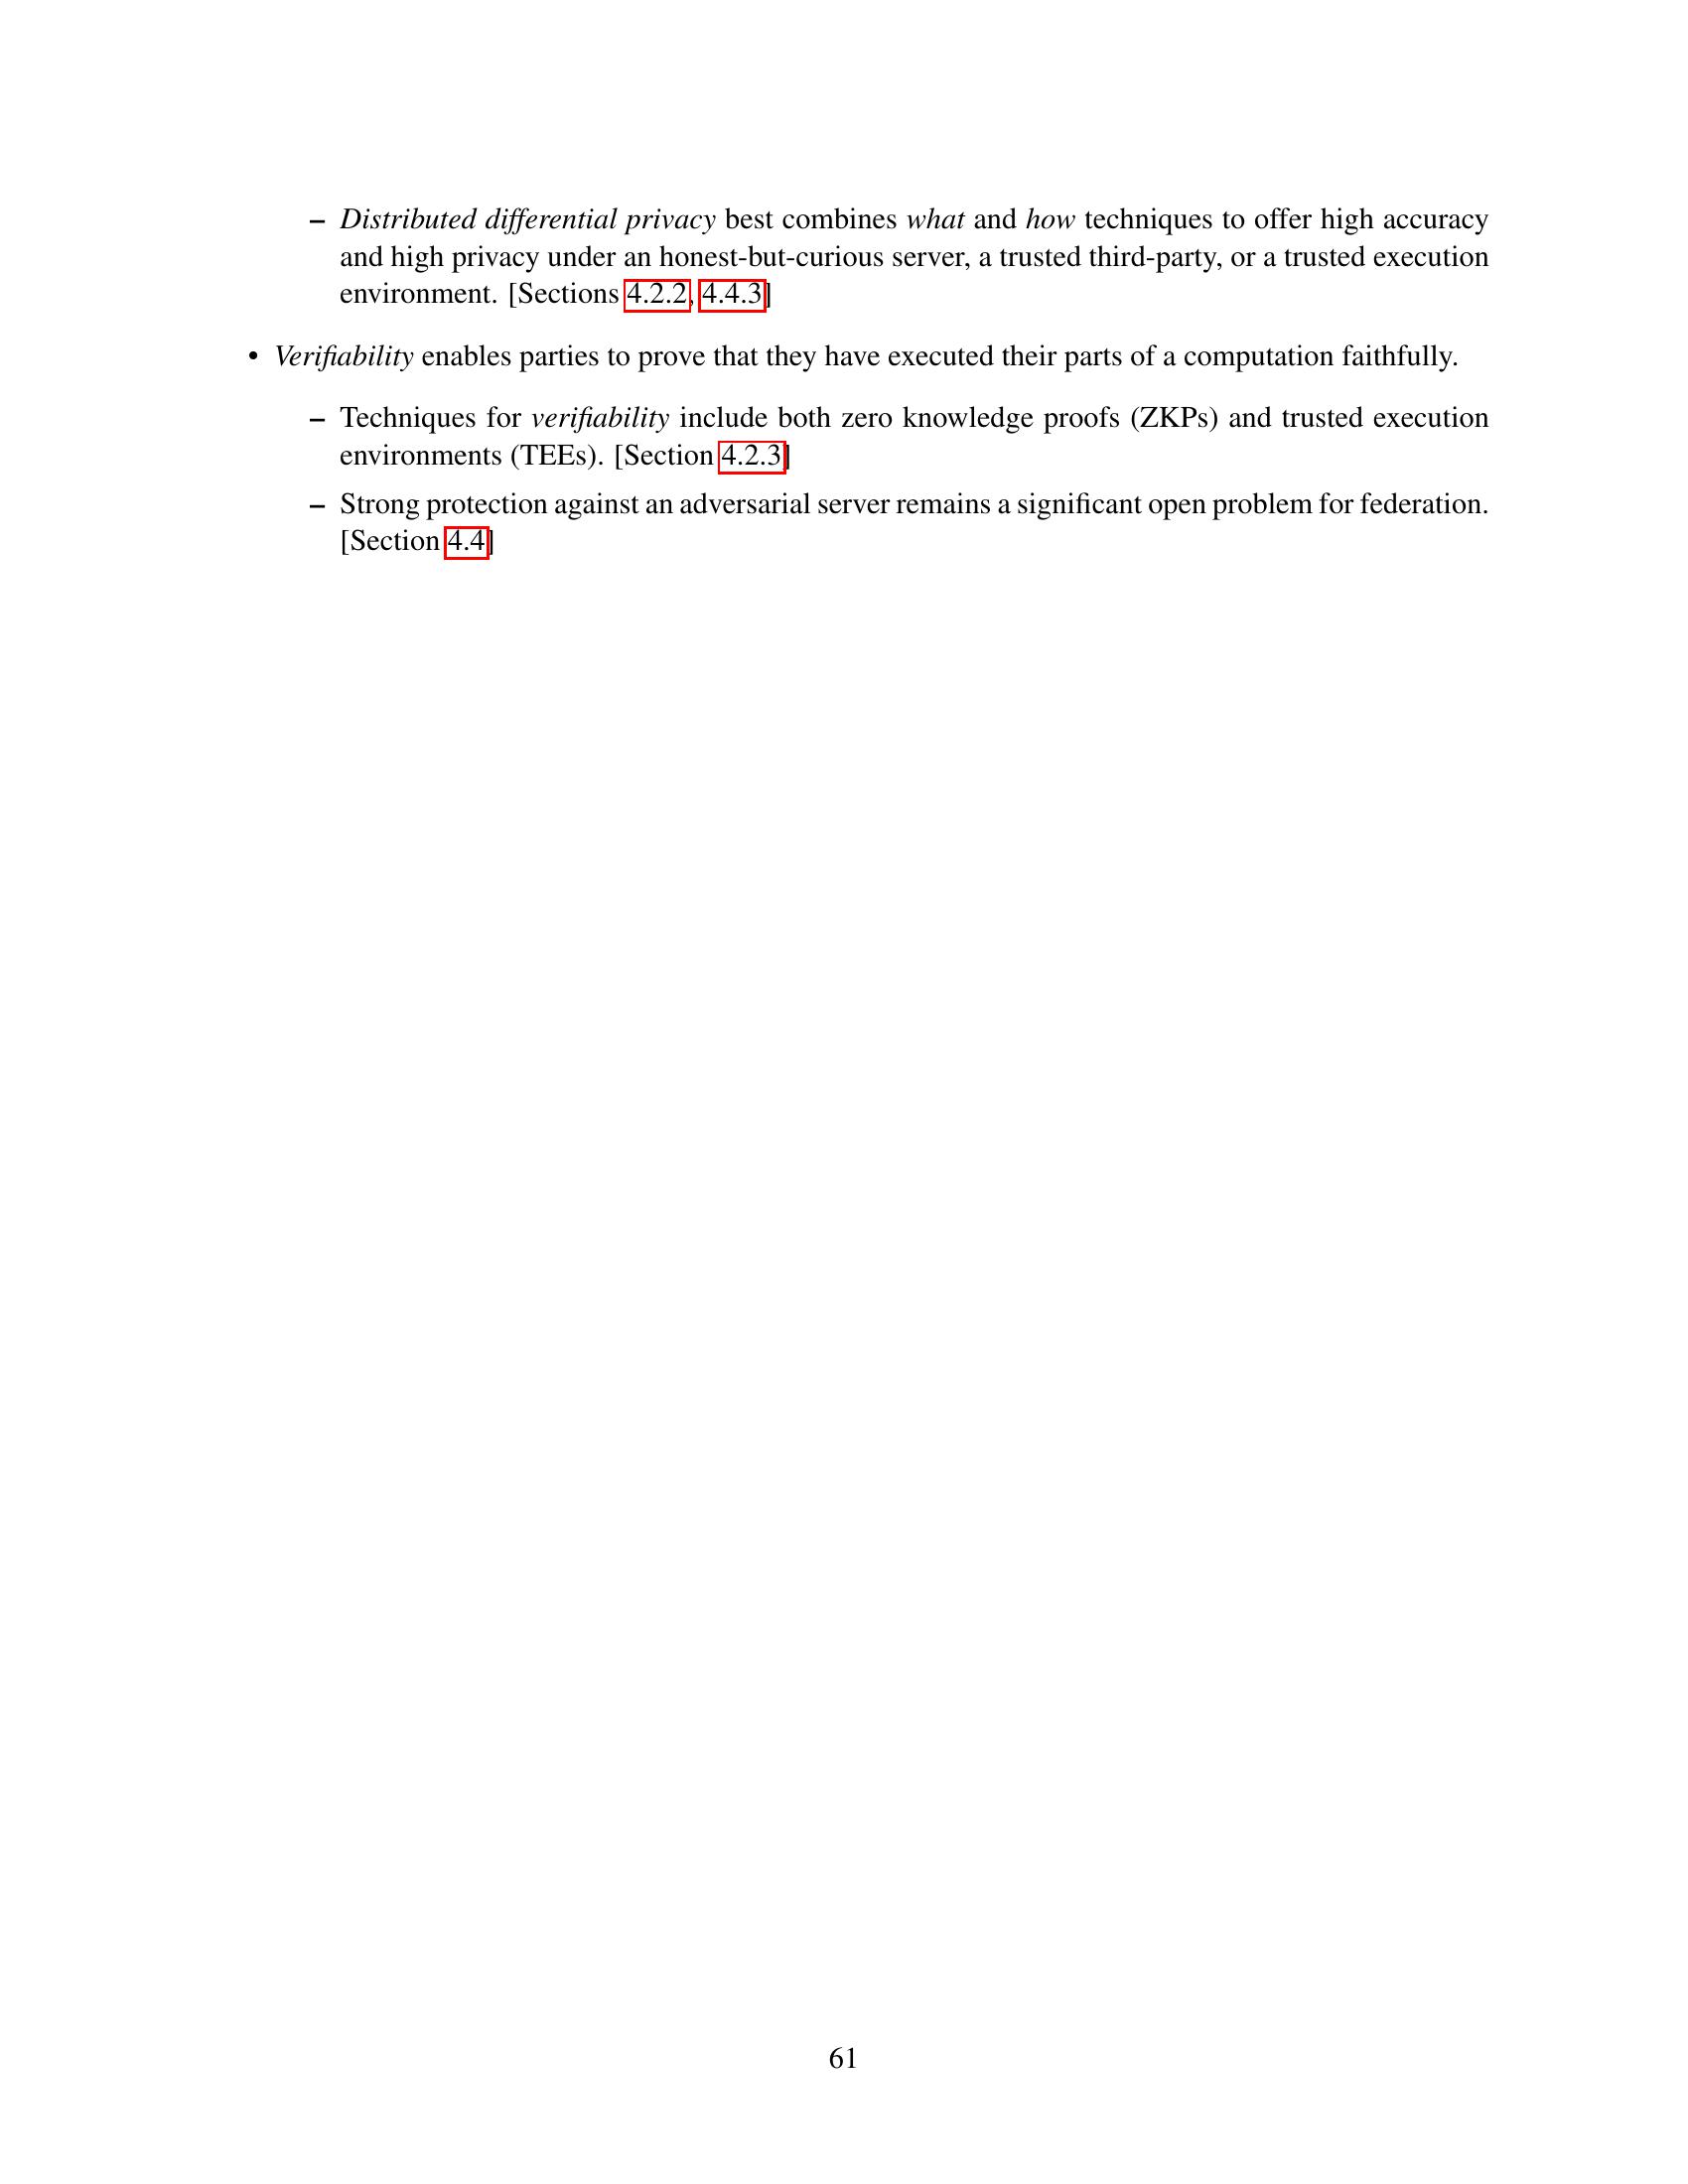 – Distributed differential privacy best combines what and how techniques to offer high accuracy
and high privacy under an honest-but-curious server, a trusted third-party, or a trusted execution
environment. [Sections 4.2.2, 4.4.3]
• Verifiability enables parties to prove that they have executed their parts of a computation faithfully.
– Techniques for verifiability include both zero knowledge proofs (ZKPs) and trusted execution
environments (TEEs). [Section 4.2.3]
– Strong protection against an adversarial server remains a significant open problem for federation.
[Section 4.4]
61